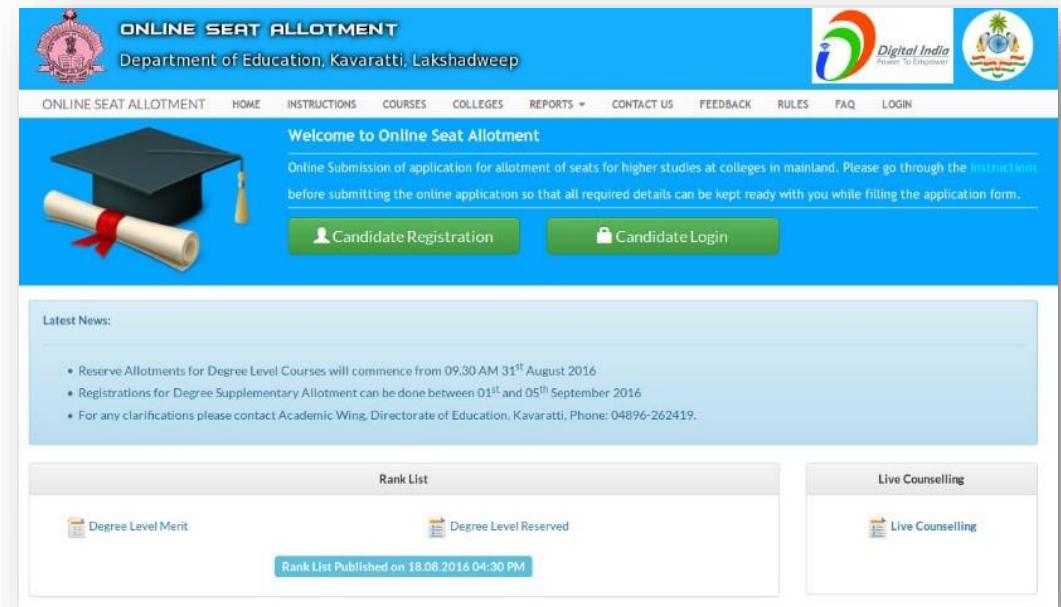 ONLINE SEAT ALLOTMENT
Department of Education, Kavaratti, Lakshadweep
Digital India
Power To Empower
ONLINE SEAT ALLOTMENT HOME INSTRUCTIONS COURSES COLLEGES REPORTS CONTACT US FEEDBACK RULES FAQ LOGIN
Welcome to Online Seat Allotment
Online Submission of application for allotment of seats for higher studies at colleges in mainland. Please go through the Instructions
before submitting the online application so that all required details can be kept ready with you while filling the application form.
Candidate Registration Candidate Login
Latest News:
• Reserve Allotments for Degree Level Courses will commence from 09.30 AM 31st August 2016
• Registrations for Degree Supplementary Allotment can be done between 01st and 05th September 2016
• For any clarifications please contact Academic Wing, Directorate of Education, Kavaratti, Phone: 04896-262419.
Rank List Live Counselling
Degree Level Merit Degree Level Reserved Live Counselling
Rank List Published on 18.08.2016 04:30 PM